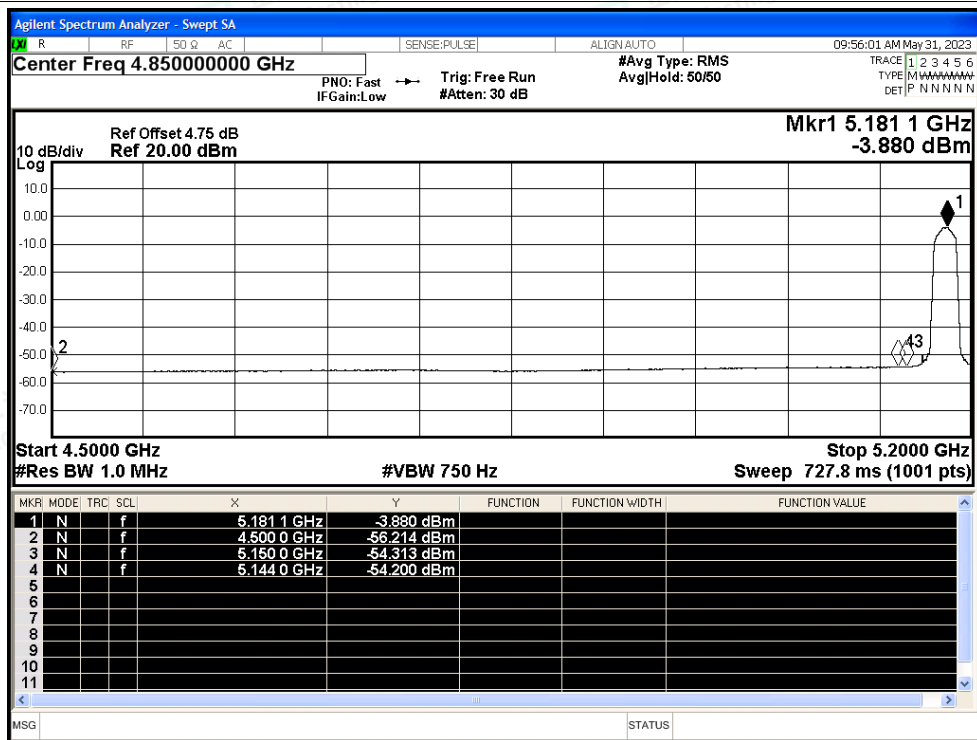 Agilent Spectrum Analyzer - Swept SA
LXI R RF 50 Ω AC SENSE:PULSE ALIGN AUTO 09:56:01 AM May 31, 2023
Center Freq 4.850000000 GHz #Avg Type: RMS TRACE 1 2 3 4 5 6
PNO: Fast Trig: Free Run Avg|Hold: 50/50 TYPE M WWWWW
IFGain:Low #Atten: 30 dB DET P N N N N N
Mkr1 5.181 1 GHz
Ref Offset 4.75 dB
10 dB/div Ref 20.00 dBm -3.880 dBm
Log
10.0
1
0.00
-10.0
-20.0
-30.0
-40.0
43
2
-50.0
-60.0
-70.0
Start 4.5000 GHz Stop 5.2000 GHz
#Res BW 1.0 MHz #VBW 750 Hz Sweep 727.8 ms (1001 pts)
MKR MODE TRC SCL X Y FUNCTION FUNCTION WIDTH FUNCTION VALUE
1 N f 5.181 1 GHz -3.880 dBm
2 N f 4.500 0 GHz -56.214 dBm
3 N f 5.150 0 GHz -54.313 dBm
4 N f 5.144 0 GHz -54.200 dBm
5
6
7
8
9
10
11
MSG STATUS